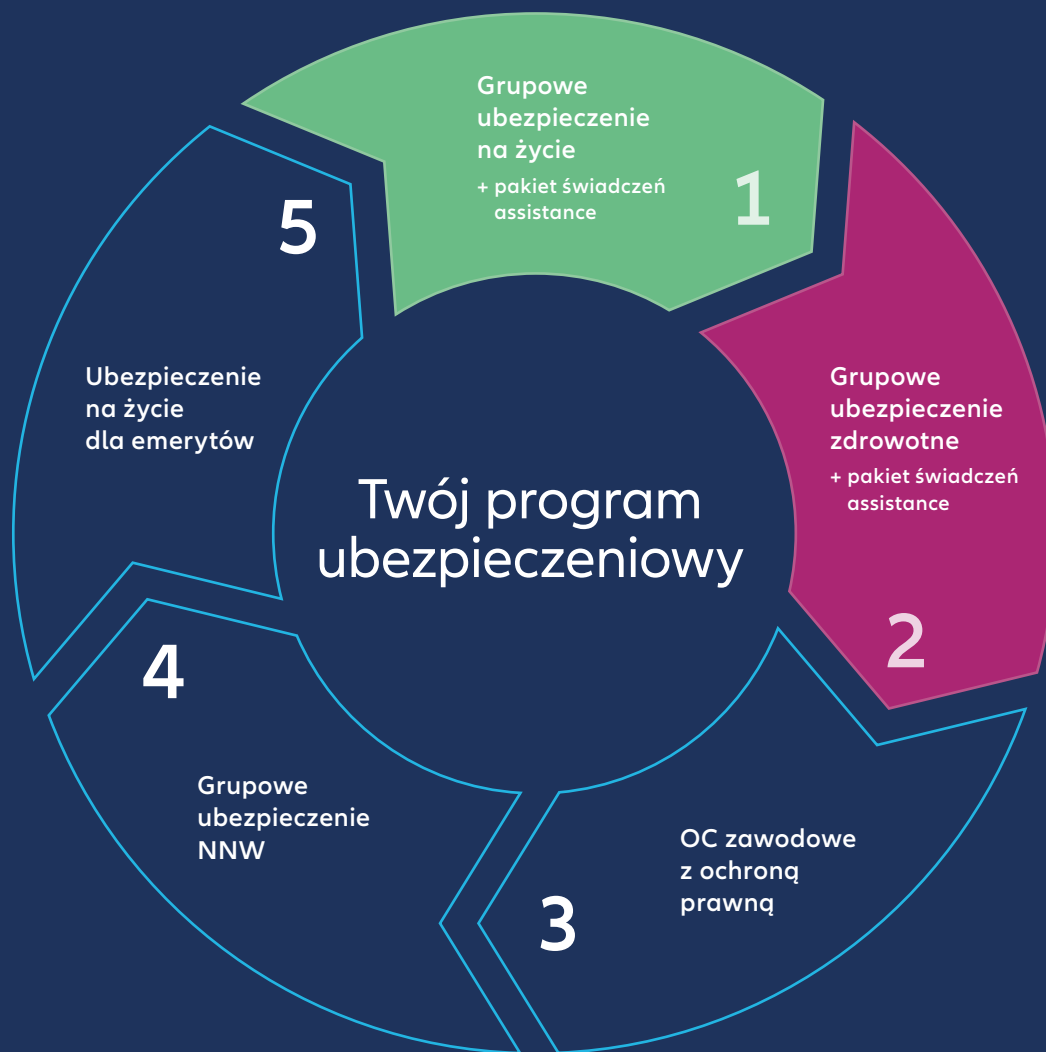 Twój program
ubezpieczeniowy
Grupowe
ubezpieczenie
na życie
+ pakiet świadczeń
assistance
1
Grupowe
ubezpieczenie
zdrowotne
+ pakiet świadczeń
assistance
2
OC zawodowe
z ochroną
prawną
3
Grupowe
ubezpieczenie
NNW
4
Ubezpieczenie
na życie
dla emerytów
5